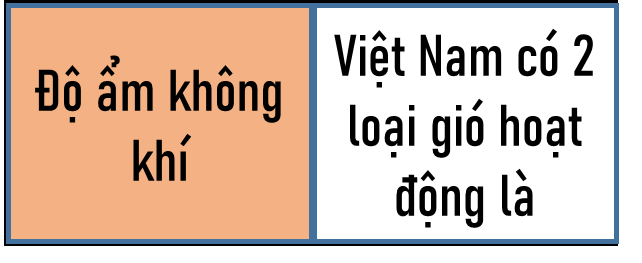 Độ ẩm không
khí
Việt Nam có 2
loại gió hoạt
động là